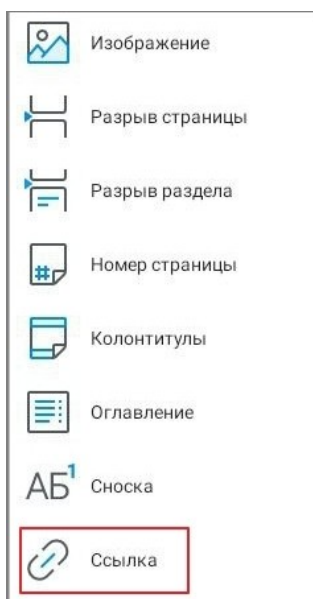 Изображение
Разрыв страницы
Разрыв раздела
#
Номер страницы
Колонтитулы
Оглавление
АБ1 Сноска
Ссылка